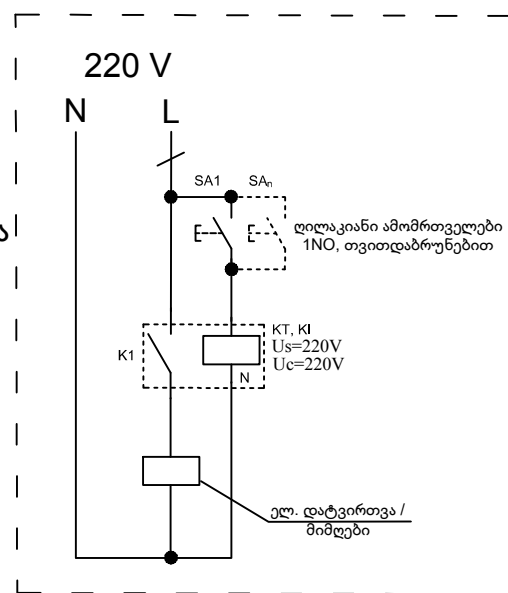 220 V
N L
SA1 SAn
ღილაკიანი ამომრთველები
1NO, თვითდაბრუნებით
KT, KI
Us=220V
Uc=220V
K1
N
ელ. დატვირთვა /
მიმღები